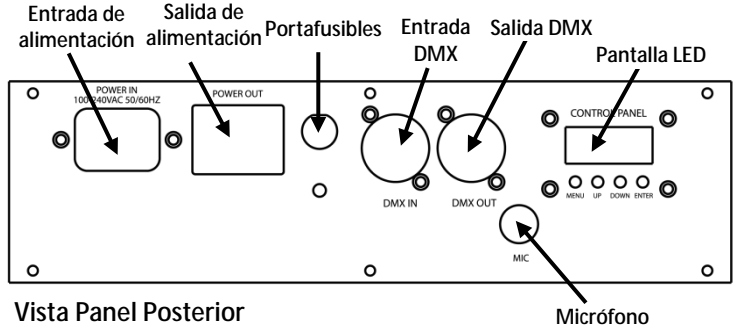 Entrada de
alimentación
Salida de
alimentación
Portafusibles
Entrada
DMX
Salida DMX
Pantalla LED
POWER IN
100-240VAC 50/60HZ
POWER OUT
CONTROL PANEL
DMX IN
DMX OUT
MENU UP DOWN ENTER
MIC
Vista Panel Posterior
Micrófono